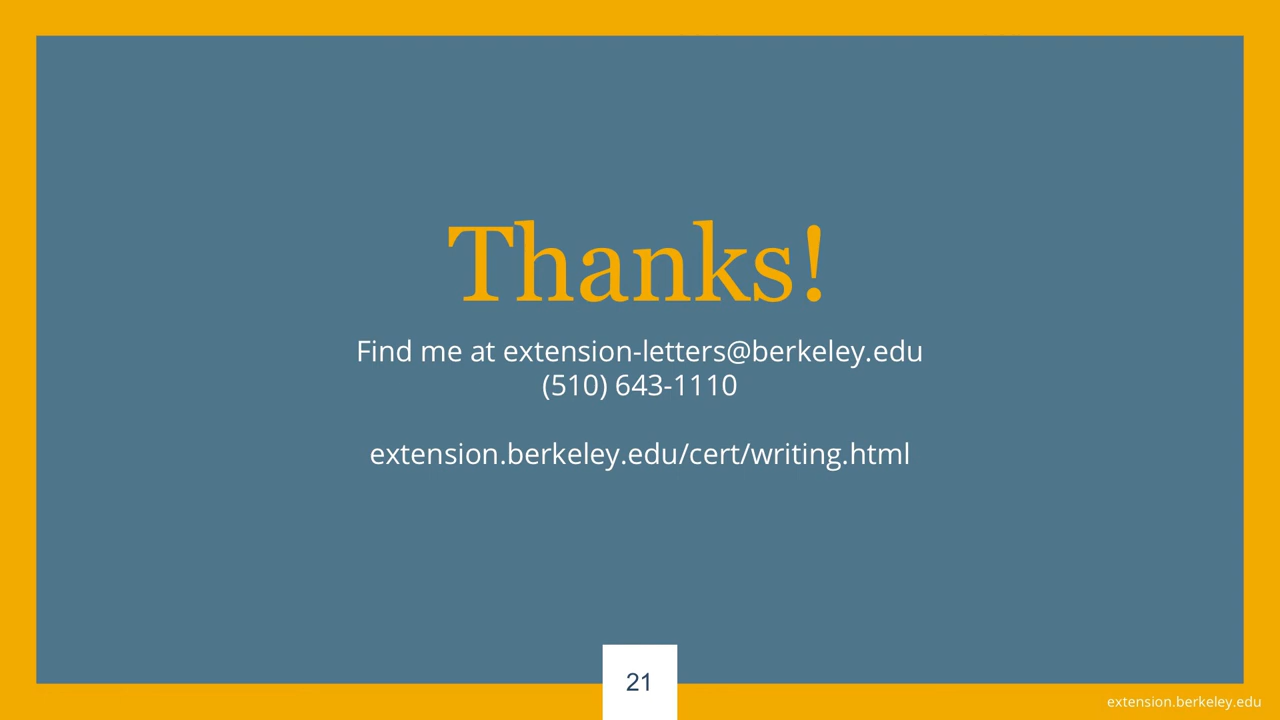 Thanks!
Find me at extension-letters@berkeley.edu
(510) 643-1110
extension.berkeley.edu/cert/writing.html
21
extension.berkeley.edu